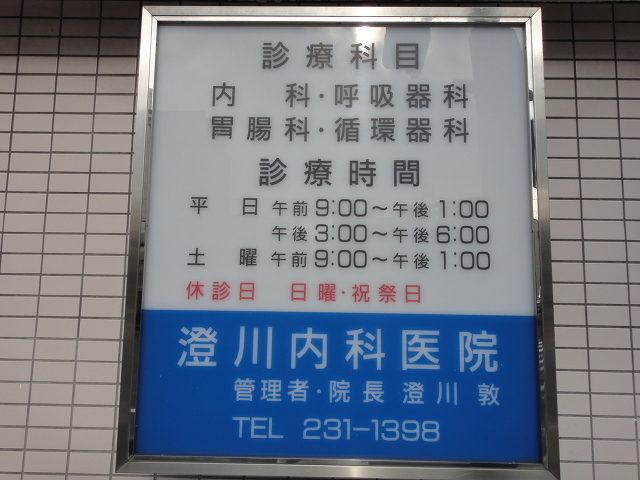 診療科目
内科・呼吸器科
胃腸科・循環器科
診療時間
平日 午前9:00～午後1:00
午後3:00～午後6:00
土曜 午前9:00～午後1:00
休診日 日曜・祝祭日
澄川内科医院
管理者・院長 澄川 敦
TEL 231-1398